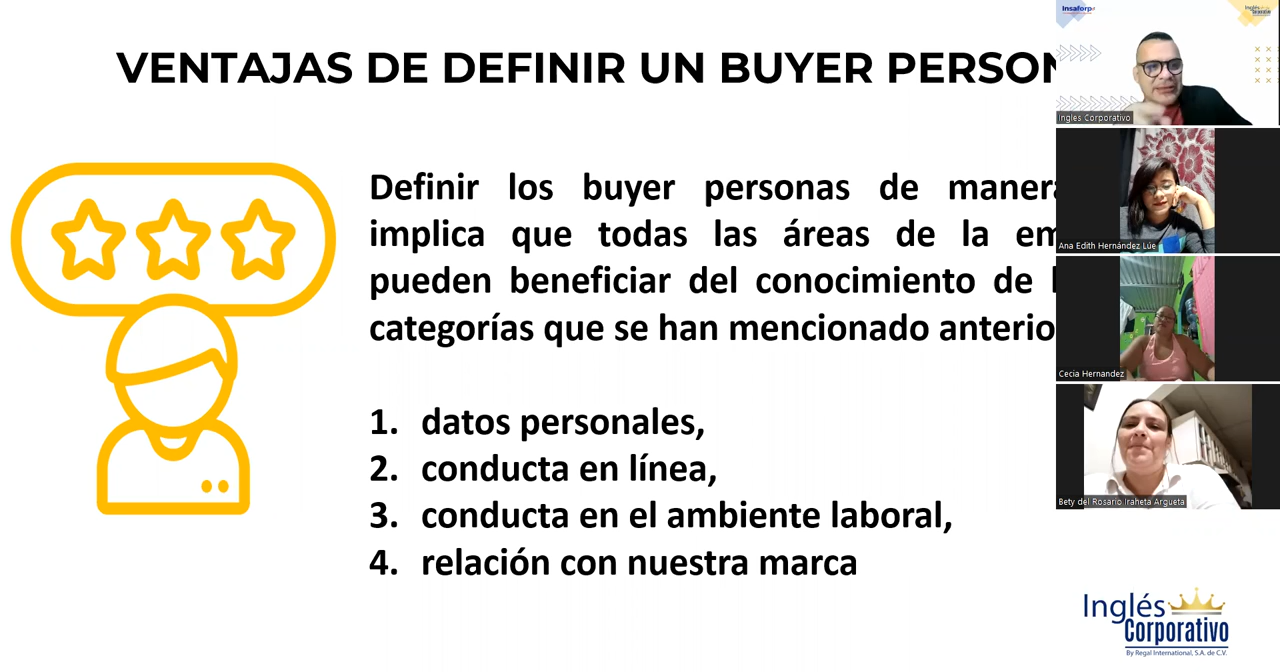 VENTAJAS DE DEFINIR UN BUYER PERSON
Definir los buyer personas de manera
implica que todas las áreas de la em
pueden beneficiar del conocimiento de l
categorías que se han mencionado anterio
1. datos personales,
2. conducta en línea,
3. conducta en el ambiente laboral,
4. relación con nuestra marca
Insaforp
Ingles Corporativo
Ana Edith Hernández Lúe
Cecia Hernandez
Bety del Rosario Iraheta Argueta
Inglés
Corporativo
By Regal International, S.A. de C.V.